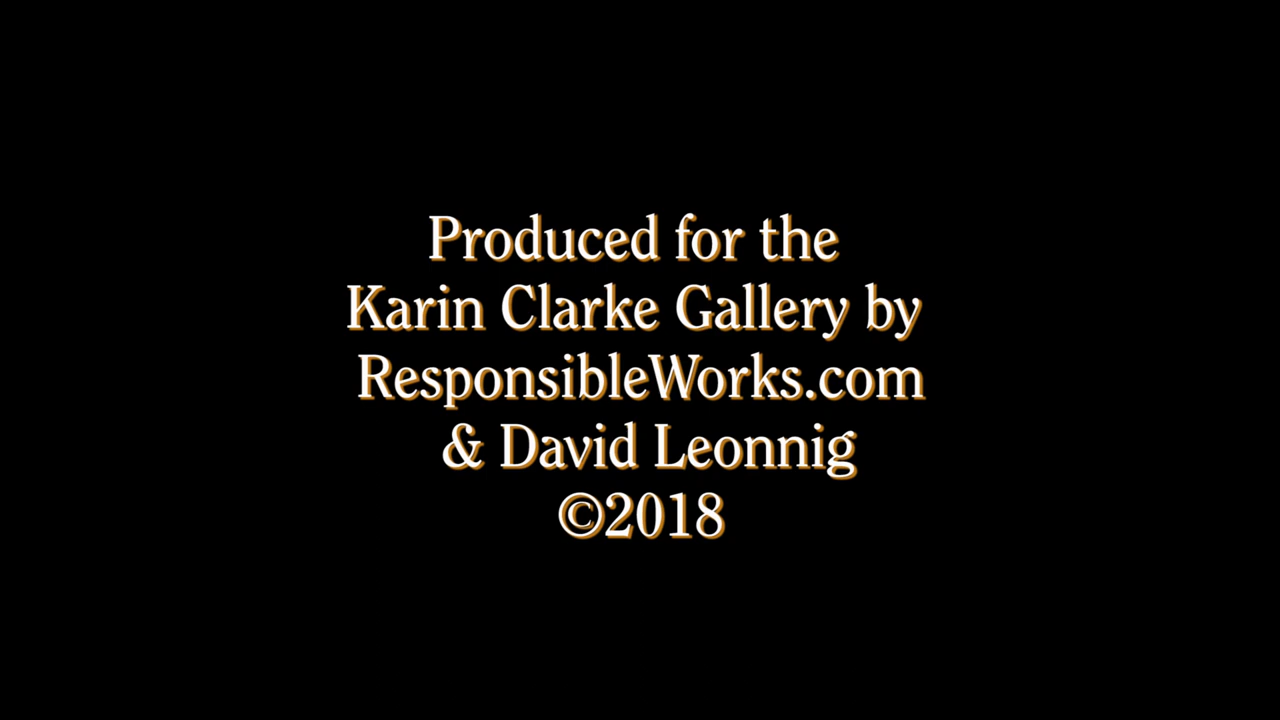 Produced for the
Karin Clarke Gallery by
ResponsibleWorks.com
& David Leonnig
©2018